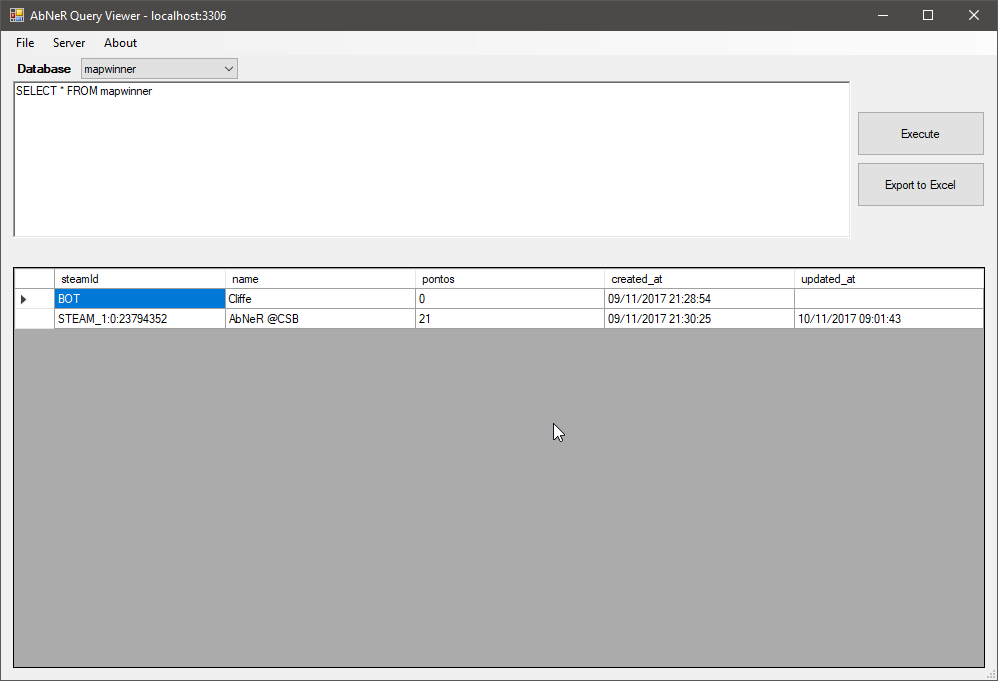 AbNeR Query Viewer - localhost:3306
File Server About
Database mapwinner
SELECT * FROM mapwinner
Execute
Export to Excel
steamId name pontos created_at updated_at
BOT Cliffe 0 09/11/2017 21:28:54
STEAM_1:0:23794352 AbNeR @CSB 21 09/11/2017 21:30:25 10/11/2017 09:01:43